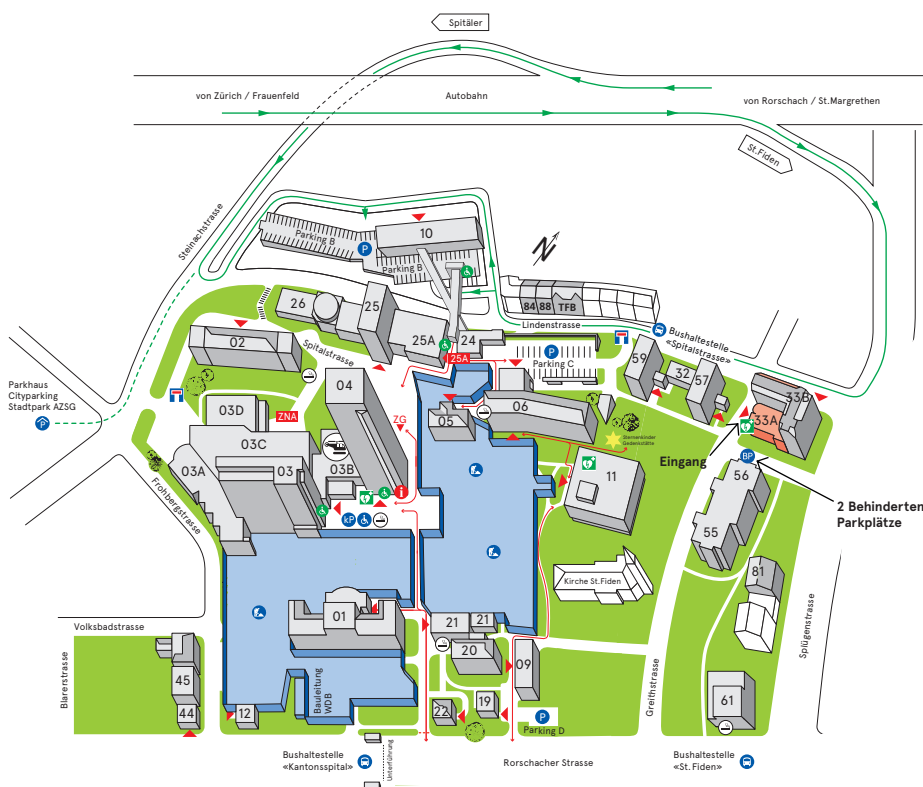 Spitäler
von Zürich / Frauenfeld
Autobahn
von Rorschach / St.Margrethen
St.Fiden
Steinachstrasse
Parking B
P
10
Parking B
N
26
25
84 88 TFB
Lindenstrasse
02
25A
24
Bushaltestelle
«Spitalstrasse»
Spitalstrasse
25A
P
Parking C
59
32
57
33B
33A
Parkhaus
Cityparking
Stadtpark AZSG
P
04
03D
ZNA
ZG
05
06
Sternenkinder
Gedenkstätte
Eingang
03C
03
03B
03A
i
kP
11
BP
56
55
2 Behinderten
Parkplätze
Frohbergstrasse
Kirche St.Fiden
81
01
21
21
20
09
Volksbadstrasse
Blarerstrasse
45
44
12
Bauleitung
WDB
22
19
P
Parking D
Greithstrasse
61
Splügenstrasse
Bushaltestelle
«Kantonsspital»
Unterführung
Rorschacher Strasse
Bushaltestelle
«St.Fiden»